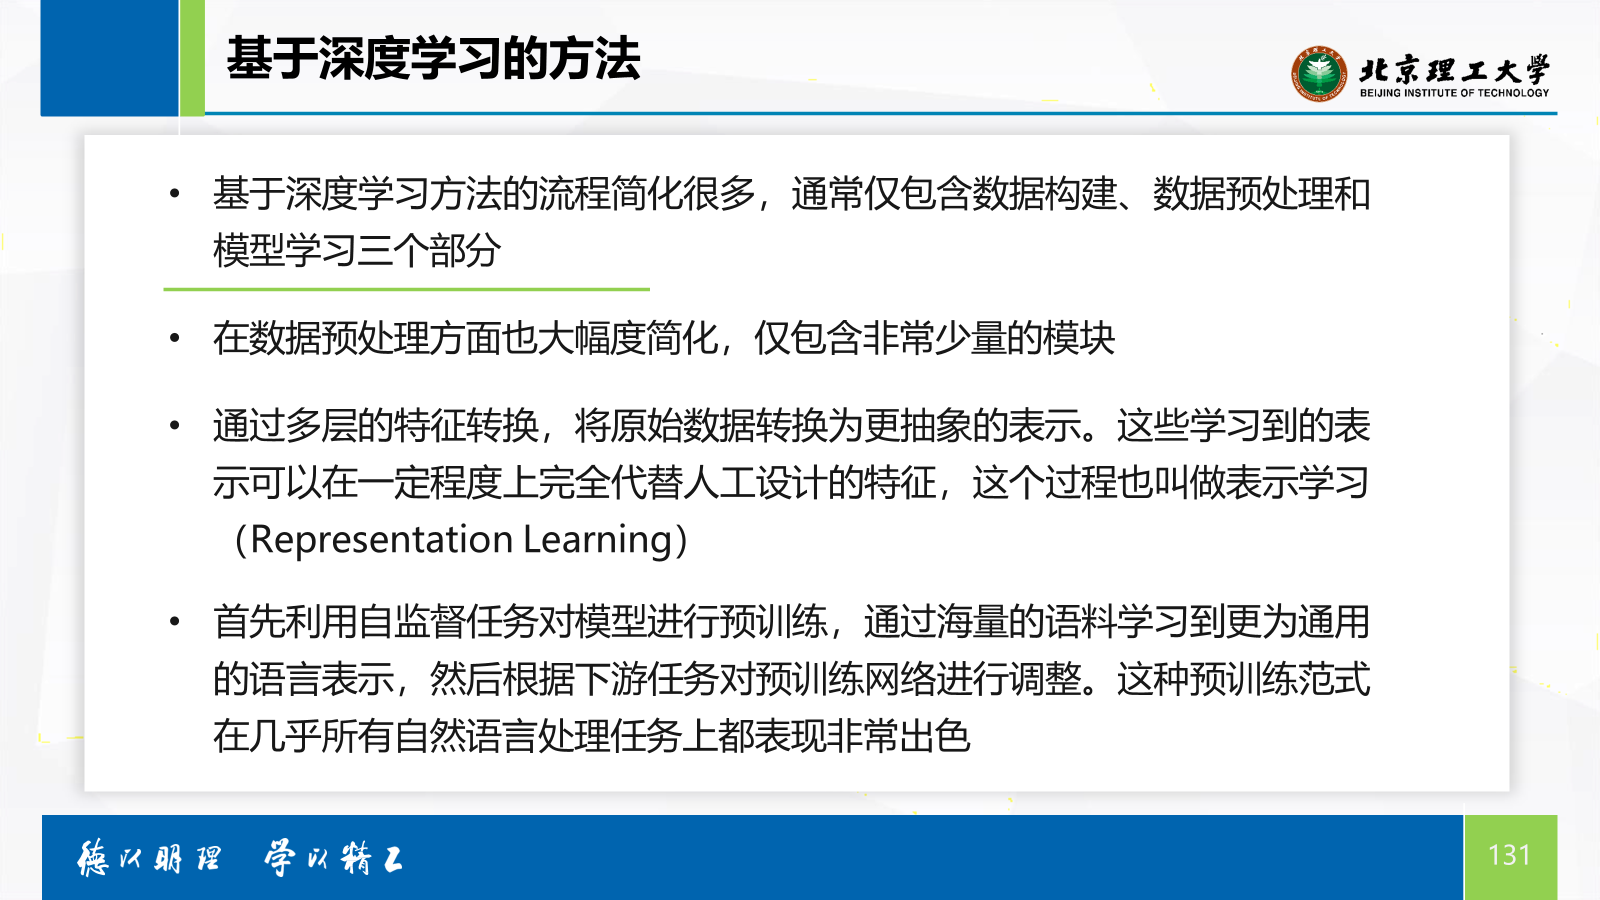 基于深度学习的方法
北京理工大学
BEIJING INSTITUTE OF TECHNOLOGY
• 基于深度学习方法的流程简化很多，通常仅包含数据构建、数据预处理和
模型学习三个部分
• 在数据预处理方面也大幅度简化，仅包含非常少量的模块
• 通过多层的特征转换，将原始数据转换为更抽象的表示。这些学习到的表
示可以在一定程度上完全代替人工设计的特征，这个过程也叫做表示学习
（Representation Learning）
• 首先利用自监督任务对模型进行预训练，通过海量的语料学习到更为通用
的语言表示，然后根据下游任务对预训练网络进行调整。这种预训练范式
在几乎所有自然语言处理任务上都表现非常出色
德以明理 学以精工
131